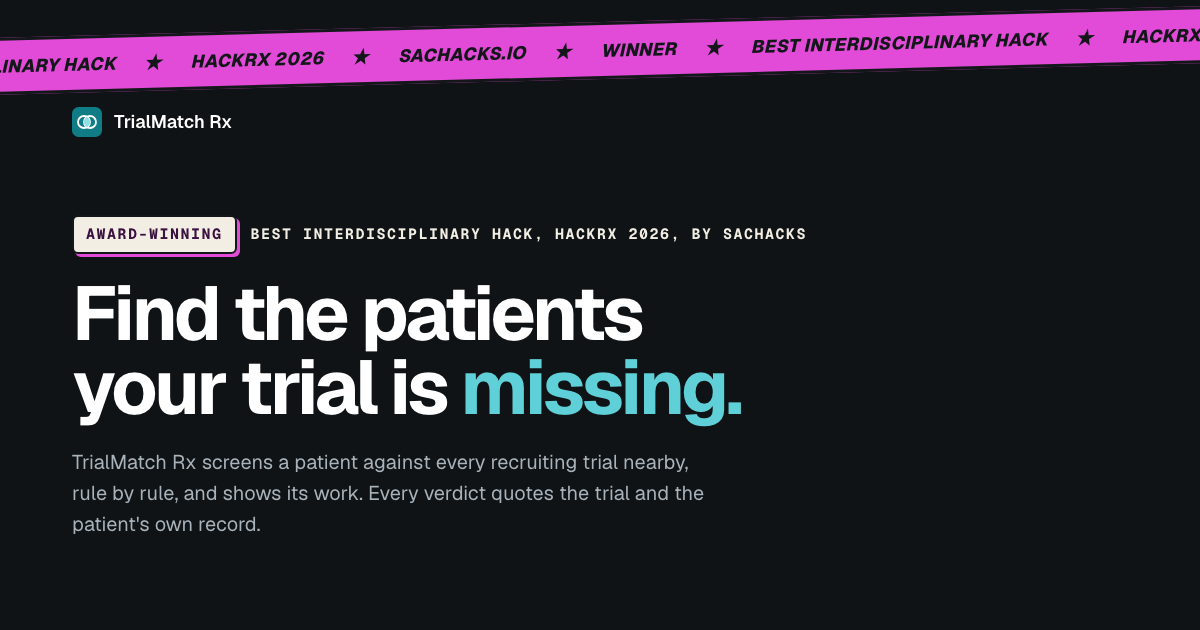 INARY HACK ★ HACKRX 2026 ★ SACHACKS.IO ★ WINNER ★ BEST INTERDISCIPLINARY HACK ★ HACKRX
TrialMatch Rx
AWARD-WINNING BEST INTERDISCIPLINARY HACK, HACKRX 2026, BY SACHACKS
Find the patients
your trial is missing.
TrialMatch Rx screens a patient against every recruiting trial nearby,
rule by rule, and shows its work. Every verdict quotes the trial and the
patient's own record.